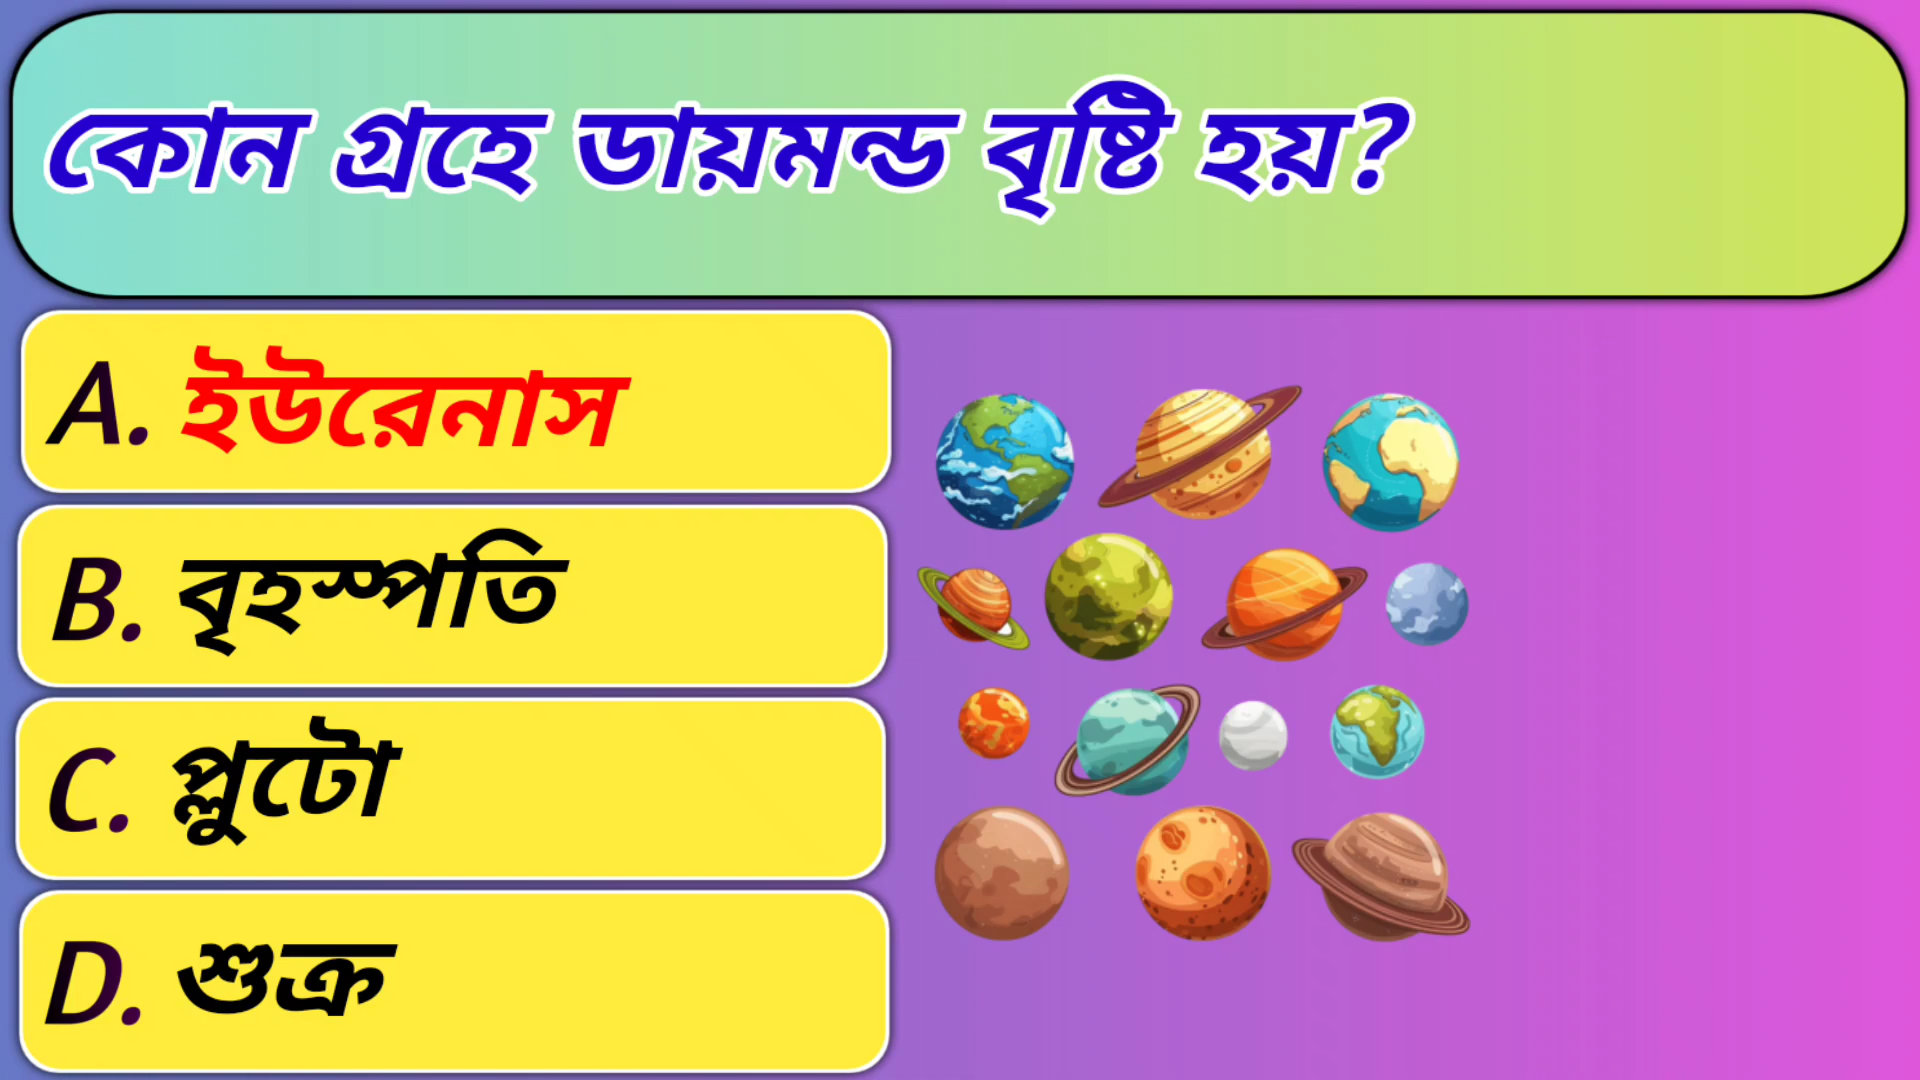 কোন গ্রহে ডায়মন্ড বৃষ্টি হয়?
A. ইউরেনাস
B. বৃহস্পতি
C. প্লুটো
D. শুক্র